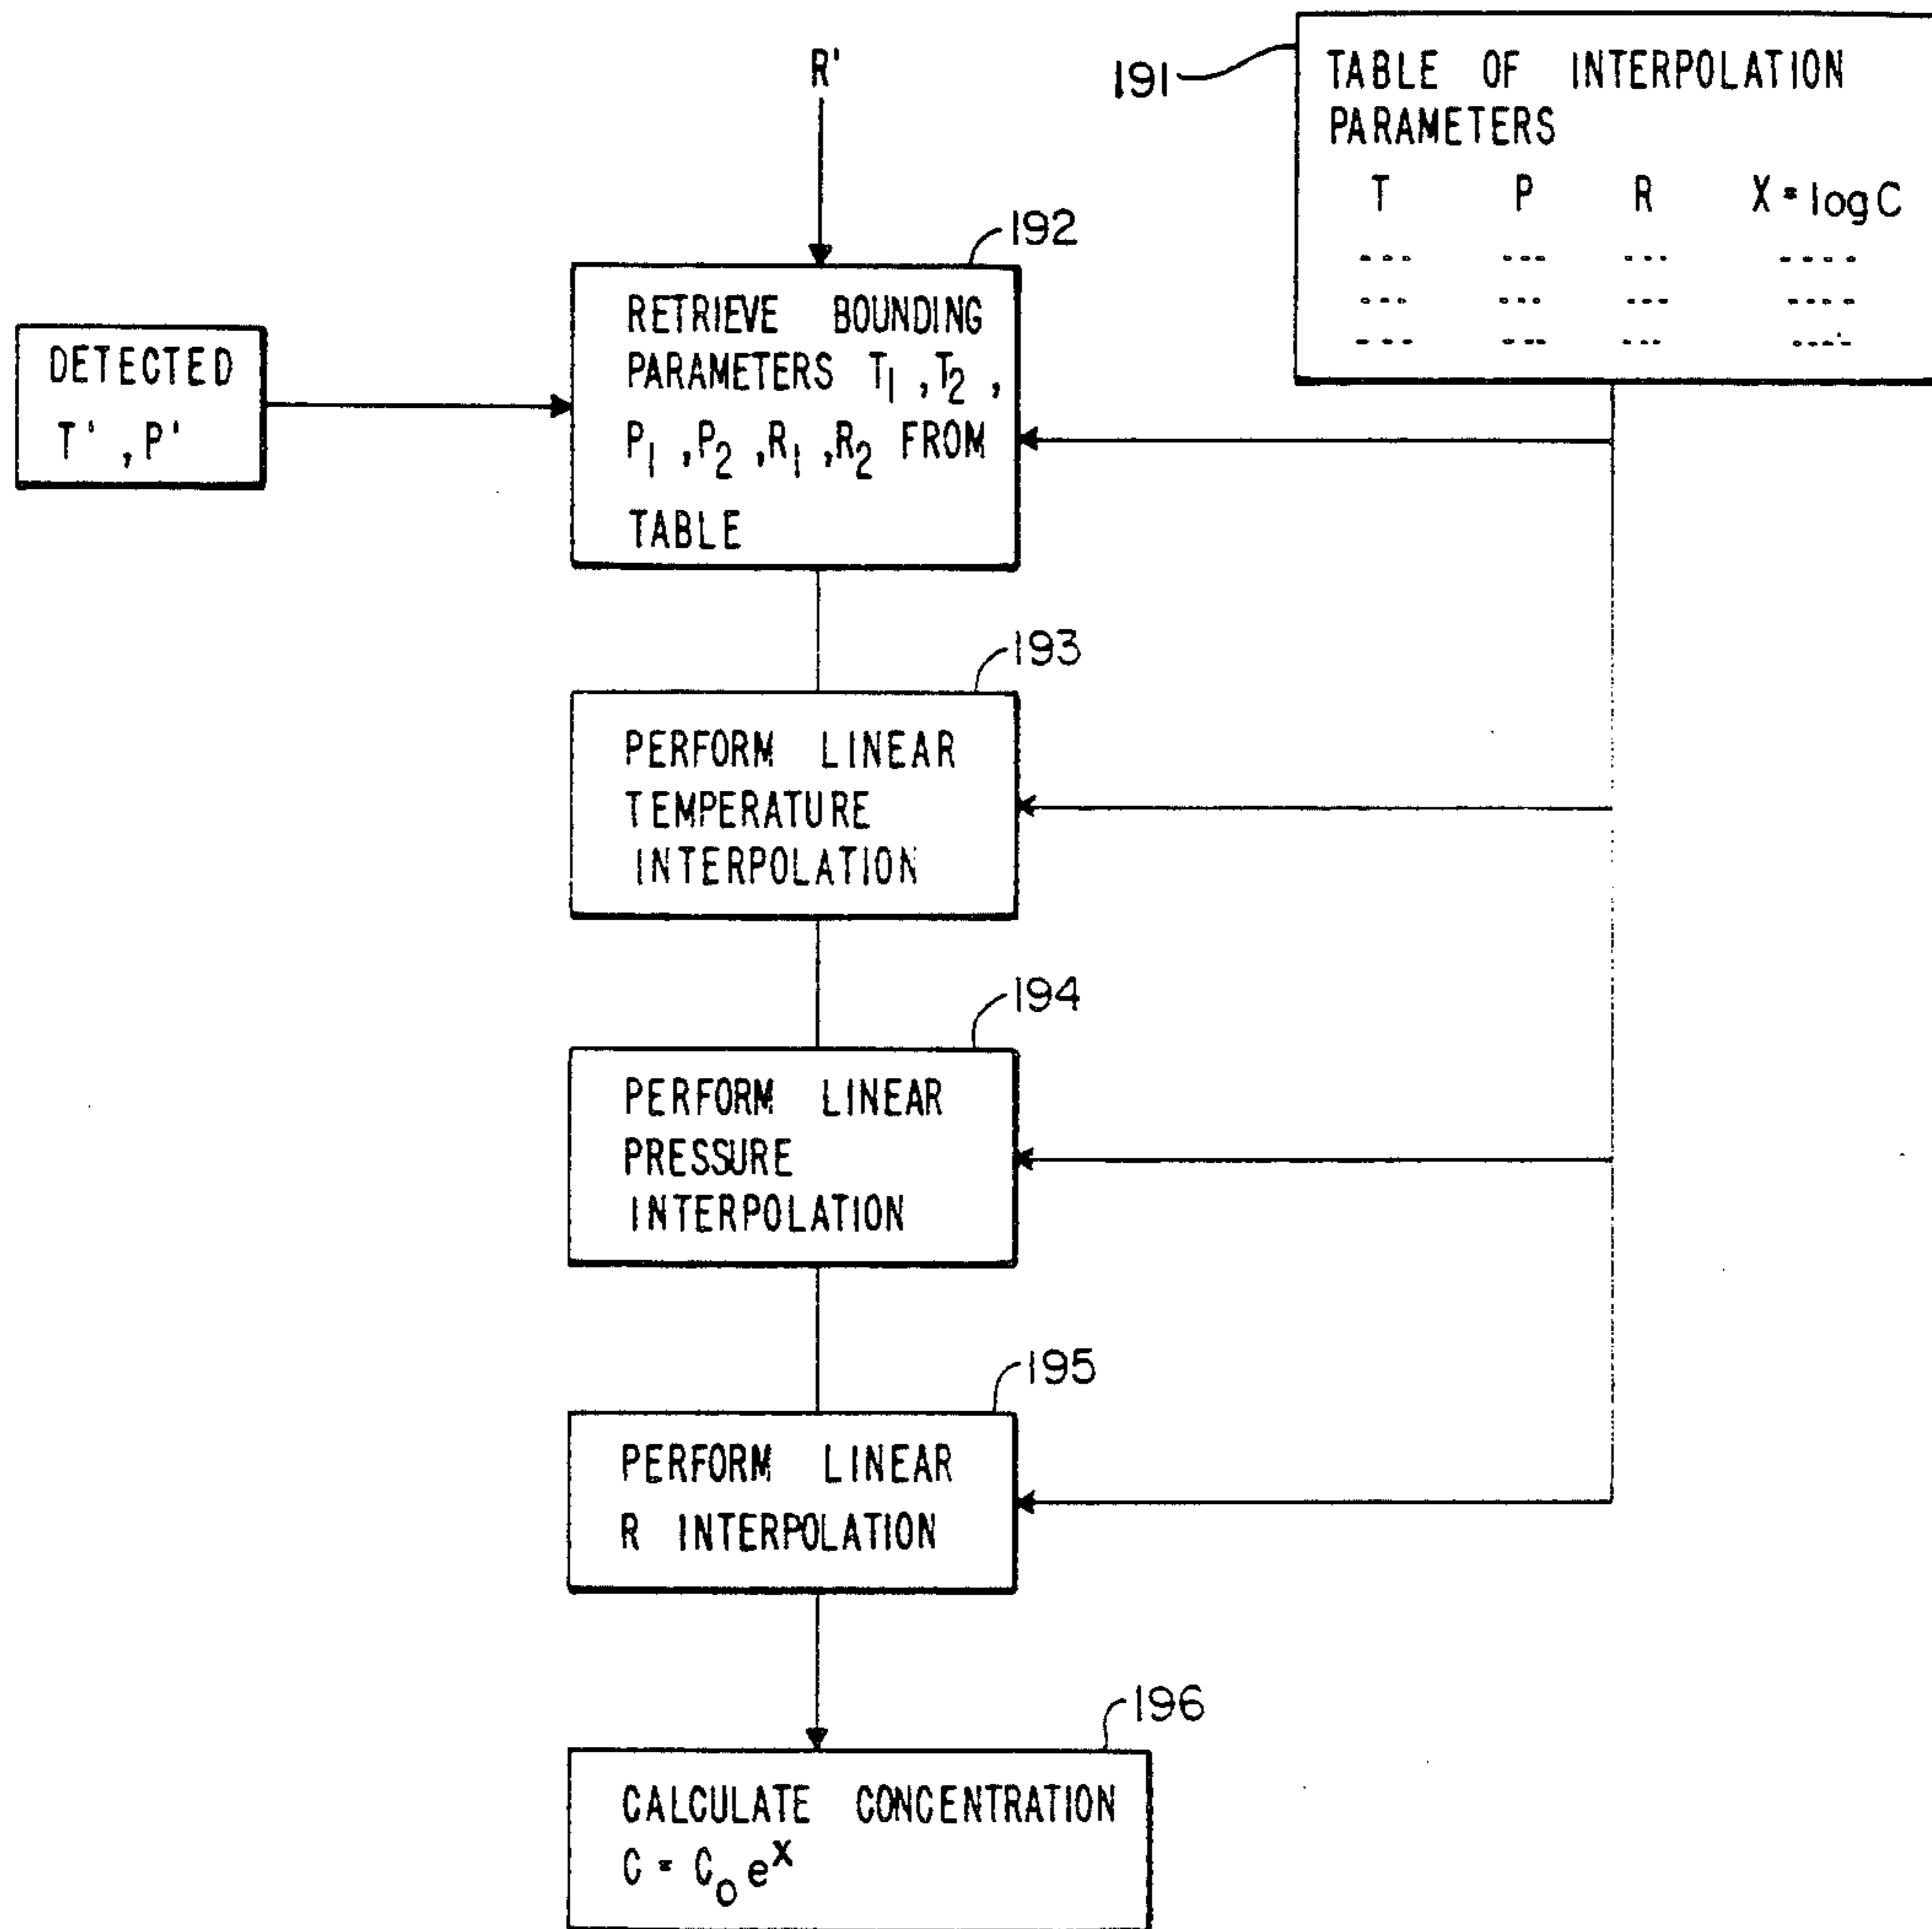 R'
191
TABLE OF INTERPOLATION
PARAMETERS
T P R X = log C
--- --- --- ----
--- --- --- ----
--- --- --- ----
192
RETRIEVE BOUNDING
PARAMETERS T₁ , T₂ ,
P₁ , P₂ , R₁ , R₂ FROM
TABLE
DETECTED
T' , P'
193
PERFORM LINEAR
TEMPERATURE
INTERPOLATION
194
PERFORM LINEAR
PRESSURE
INTERPOLATION
195
PERFORM LINEAR
R INTERPOLATION
196
CALCULATE CONCENTRATION
C = C₀ eˣ